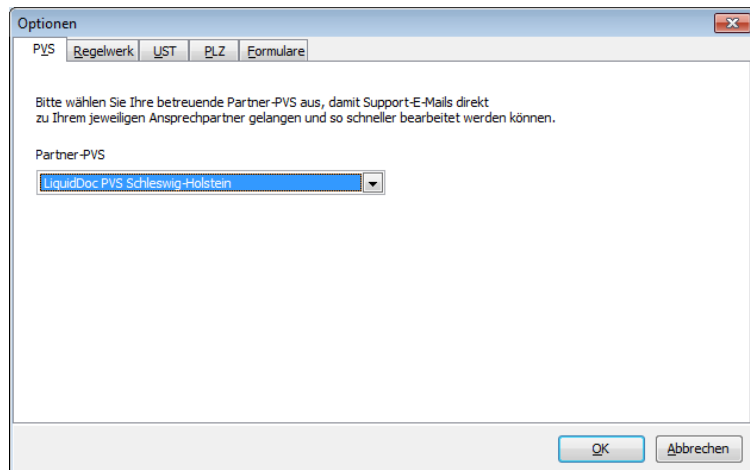 Optionen
PVS Regelwerk UST PLZ Formulare
Bitte wählen Sie Ihre betreuende Partner-PVS aus, damit Support-E-Mails direkt
zu Ihrem jeweiligen Ansprechpartner gelangen und so schneller bearbeitet werden können.
Partner-PVS
LiquidDoc PVS Schleswig-Holstein
OK Abbrechen